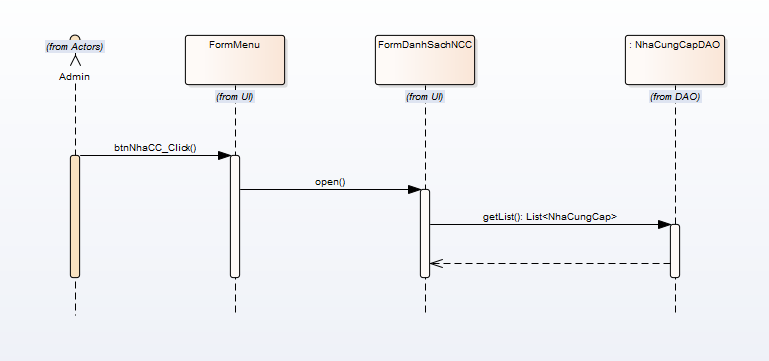 FormMenu
FormDanhSachNCC
: NhaCungCapDAO
(from Actors)
Admin
(from UI)
(from UI)
(from DAO)
btnNhaCC_Click()
open()
getList(): List<NhaCungCap>